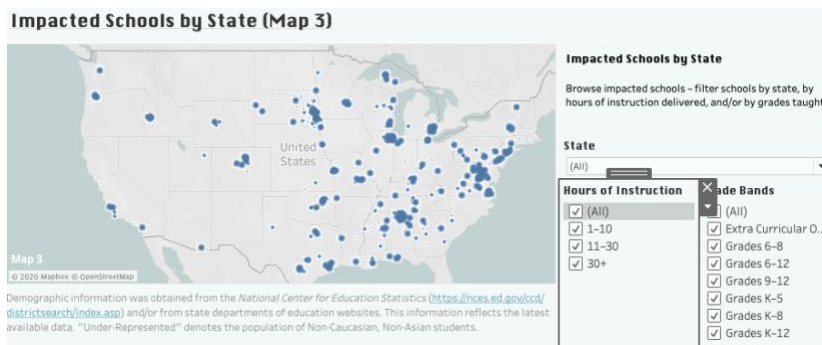 Impacted Schools by State (Map 3)
United
States
Map 3
© 2020 Mapbox © OpenStreetMap
Demographic information was obtained from the National Center for Education Statistics (https://nces.ed.gov/ccd/
districtsearch/index.asp) and/or from state departments of education websites. This information reflects the latest
available data. "Under-Represented" denotes the population of Non-Caucasian, Non-Asian students.
Impacted Schools by State
Browse impacted schools – filter schools by state, by
hours of instruction delivered, and/or by grades taught
State
(All)
Hours of Instruction
(All)
1–10
11–30
30+
ade Bands
(All)
Extra Curricular O..
Grades 6–8
Grades 6–12
Grades 9–12
Grades K–5
Grades K–8
Grades K–12